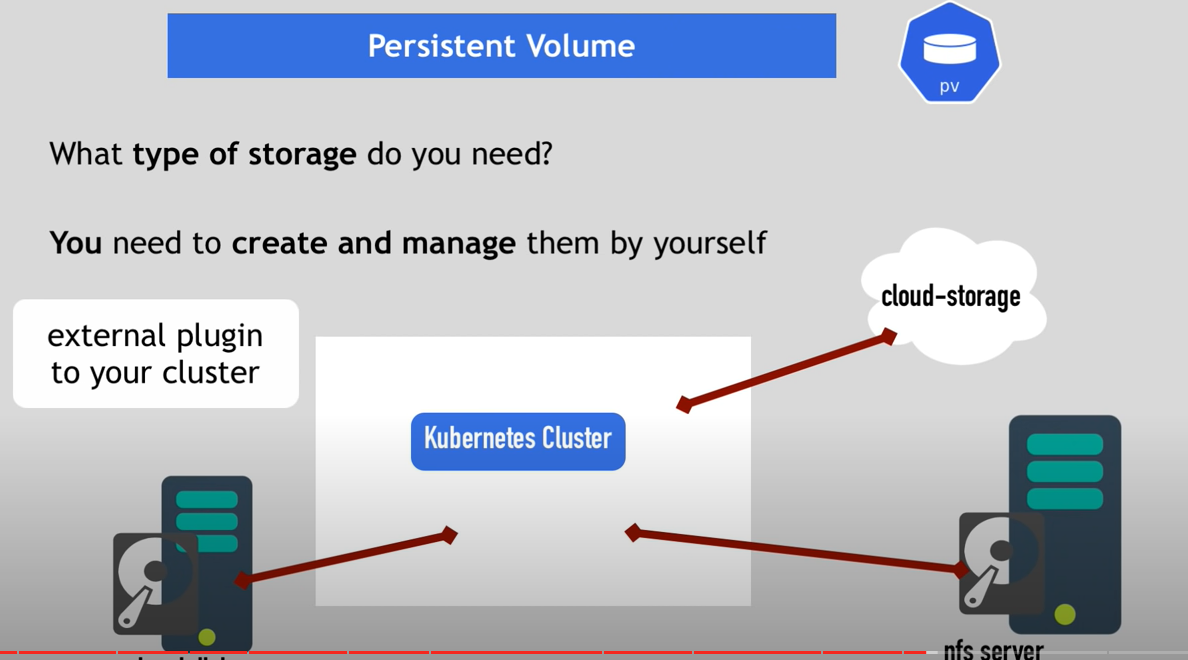 Persistent Volume
pv
What type of storage do you need?
You need to create and manage them by yourself
cloud-storage
external plugin
to your cluster
Kubernetes Cluster
nfs server